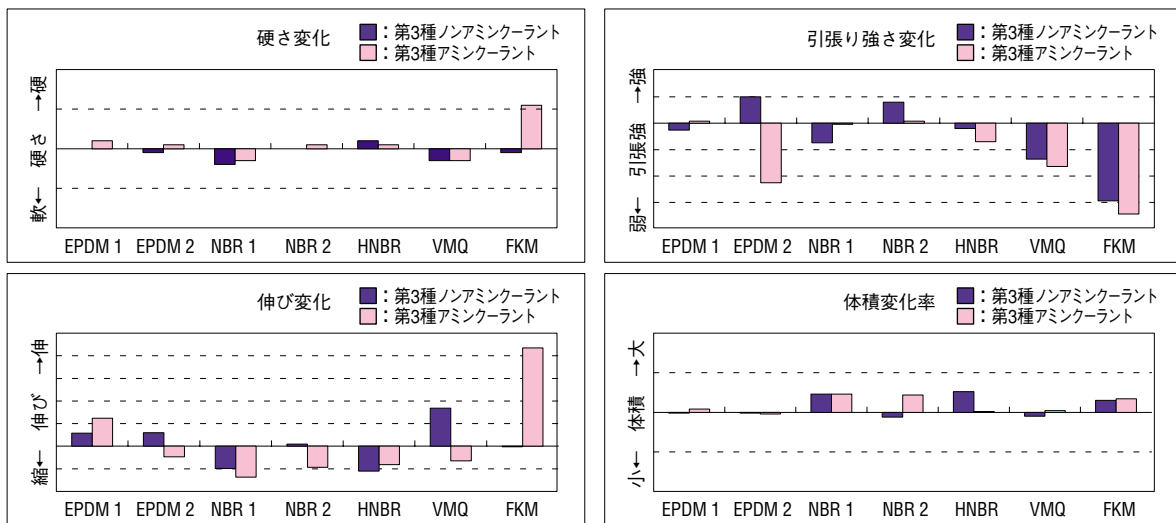 硬さ変化
：第3種ノンアミンクーラント
：第3種アミンクーラント
軟← 硬さ →硬
EPDM 1 EPDM 2 NBR 1 NBR 2 HNBR VMQ FKM
引張り強さ変化
：第3種ノンアミンクーラント
：第3種アミンクーラント
弱← 引張強 →強
EPDM 1 EPDM 2 NBR 1 NBR 2 HNBR VMQ FKM
伸び変化
：第3種ノンアミンクーラント
：第3種アミンクーラント
縮← 伸び →伸
EPDM 1 EPDM 2 NBR 1 NBR 2 HNBR VMQ FKM
体積変化率
：第3種ノンアミンクーラント
：第3種アミンクーラント
小← 体積 →大
EPDM 1 EPDM 2 NBR 1 NBR 2 HNBR VMQ FKM